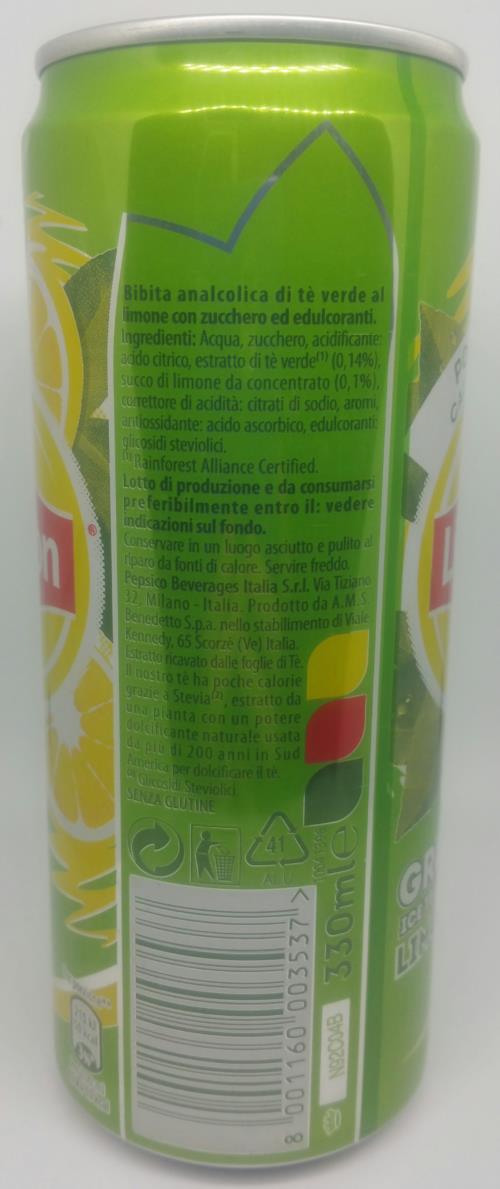 Bibita analcolica di tè verde al
limone con zucchero ed edulcoranti.
Ingredienti: Acqua, zucchero, acidificante:
acido citrico, estratto di tè verde(1) (0,14%),
succo di limone da concentrato (0,1%),
correttore di acidità: citrati di sodio, aromi,
antiossidante: acido ascorbico, edulcoranti:
glicosidi steviolici.
(1) Rainforest Alliance Certified.
Lotto di produzione e da consumarsi
preferibilmente entro il: vedere
indicazioni sul fondo.
Conservare in un luogo asciutto e pulito al
riparo da fonti di calore. Servire freddo.
Pepsico Beverages Italia S.r.l. Via Tiziano
32, Milano - Italia. Prodotto da A.M.S.
Benedetto S.p.a. nello stabilimento di Viale
Kennedy, 65 Scorzè (Ve) Italia.
Estratto ricavato dalle foglie di Tè.
Il nostro tè ha poche calorie
grazie a Stevia(2), estratto da
una pianta con un potere
dolcificante naturale usata
da più di 200 anni in Sud
America per dolcificare il tè.
(2) Glicosidi Steviolici.
SENZA GLUTINE
41
ALU
330ml e
8 001160 003537 >
N92C04B
on
®
L
GR
ICE
LI